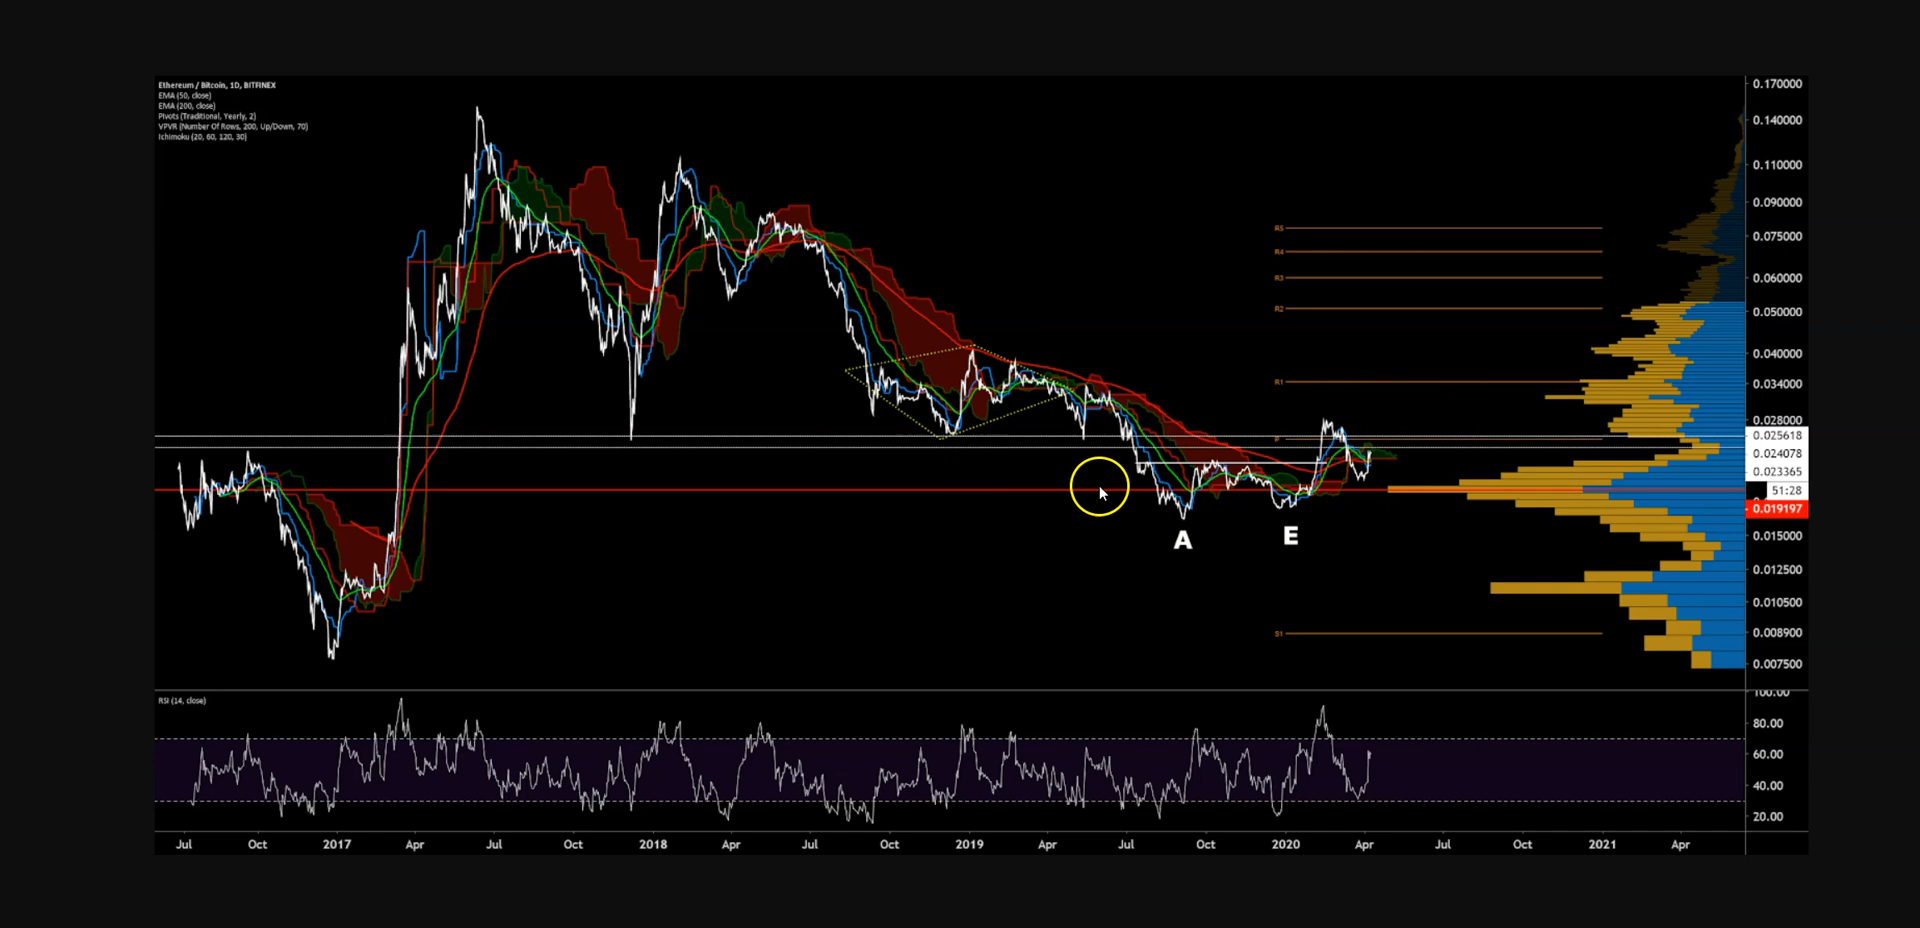 Ethereum / Bitcoin, 1D, BITFINEX
EMA (50, close)
EMA (200, close)
Pivots (Traditional, Yearly, 2)
VPVR (Number Of Rows, 200, Up/Down, 70)
Ichimoku (20, 60, 120, 30)
0.170000
0.140000
0.110000
0.090000
R5
0.075000
R4
R3
0.060000
R2
0.050000
0.040000
R1
0.034000
0.028000
P
0.025618
0.024078
0.023365
51:28
0.019197
A
E
0.015000
0.012500
0.010500
S1
0.008900
0.007500
RSI (14, close)
100.00
80.00
60.00
40.00
20.00
Jul Oct 2017 Apr Jul Oct 2018 Apr Jul Oct 2019 Apr Jul Oct 2020 Apr Jul Oct 2021 Apr